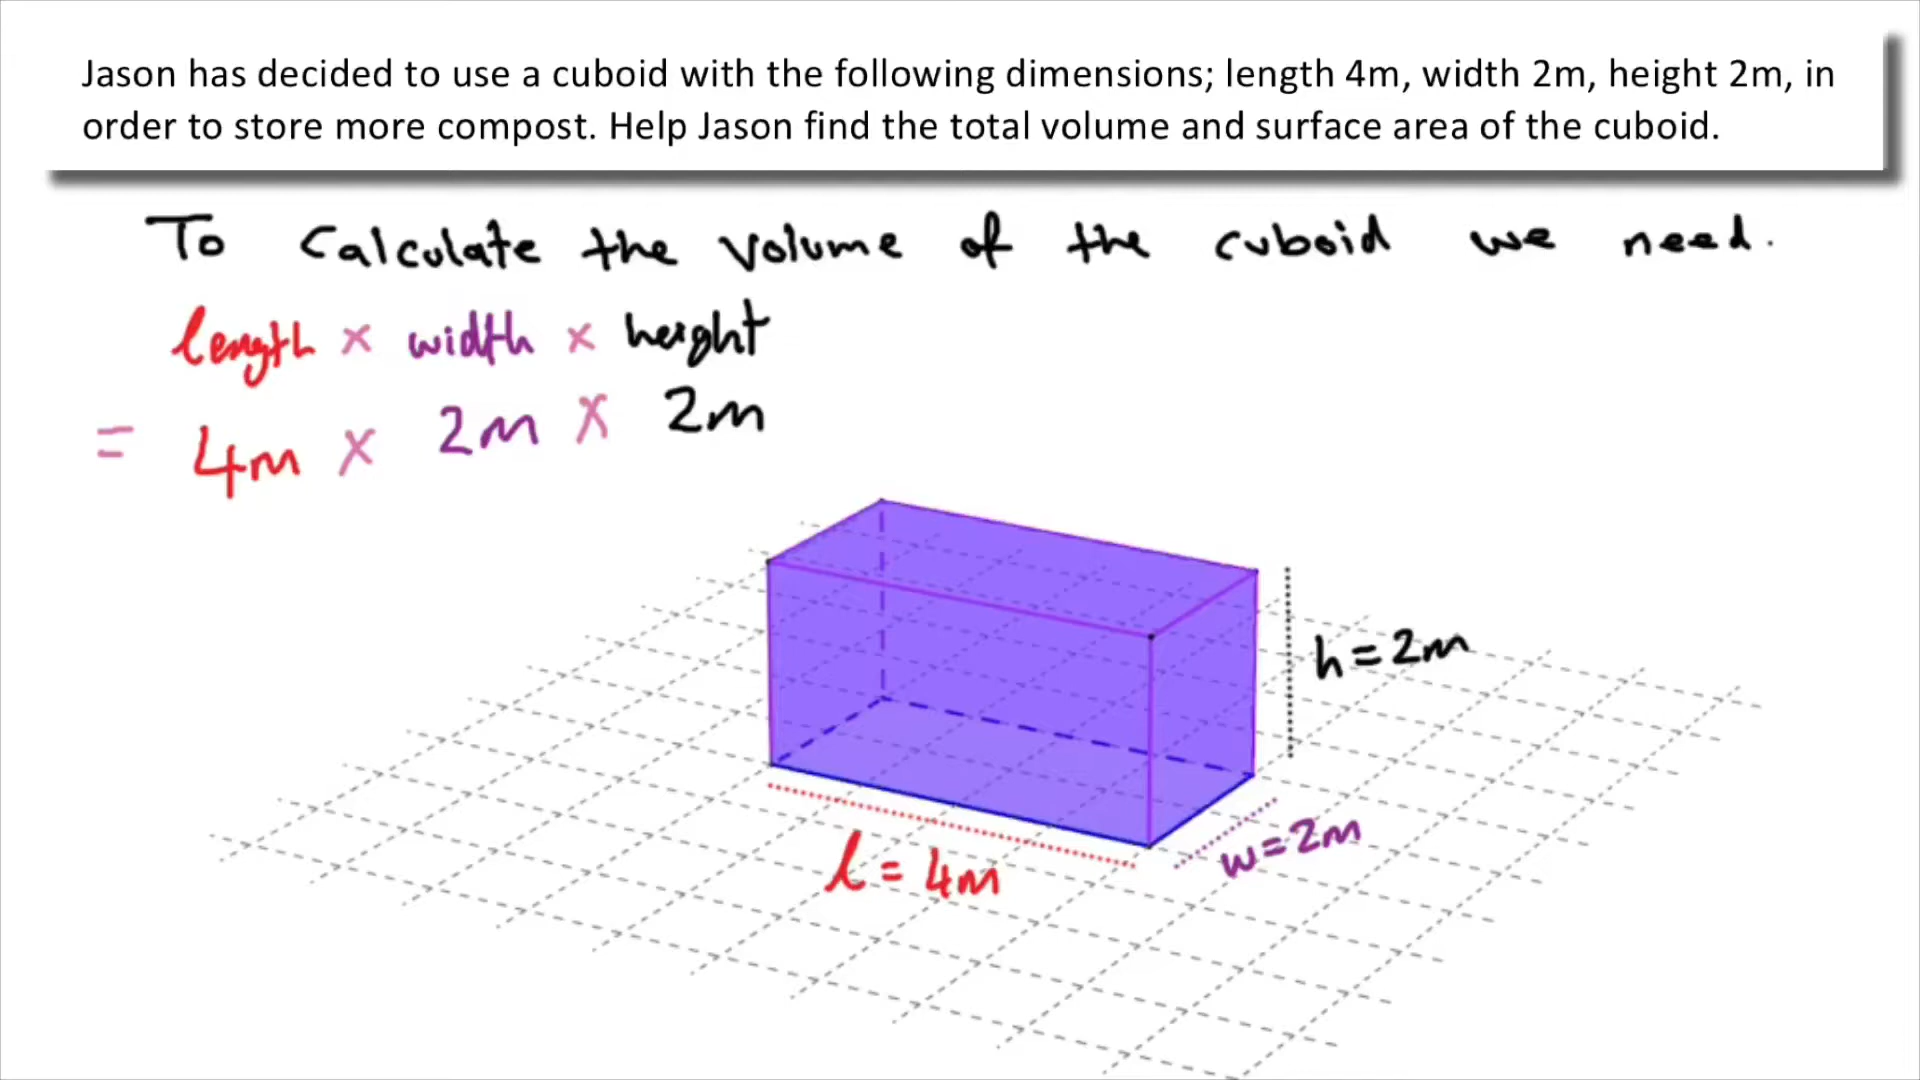 Jason has decided to use a cuboid with the following dimensions; length 4m, width 2m, height 2m, in
order to store more compost. Help Jason find the total volume and surface area of the cuboid.
To calculate the volume of the cuboid we need.
length × width × height
= 4m × 2m × 2m
h=2m
w=2m
l=4m